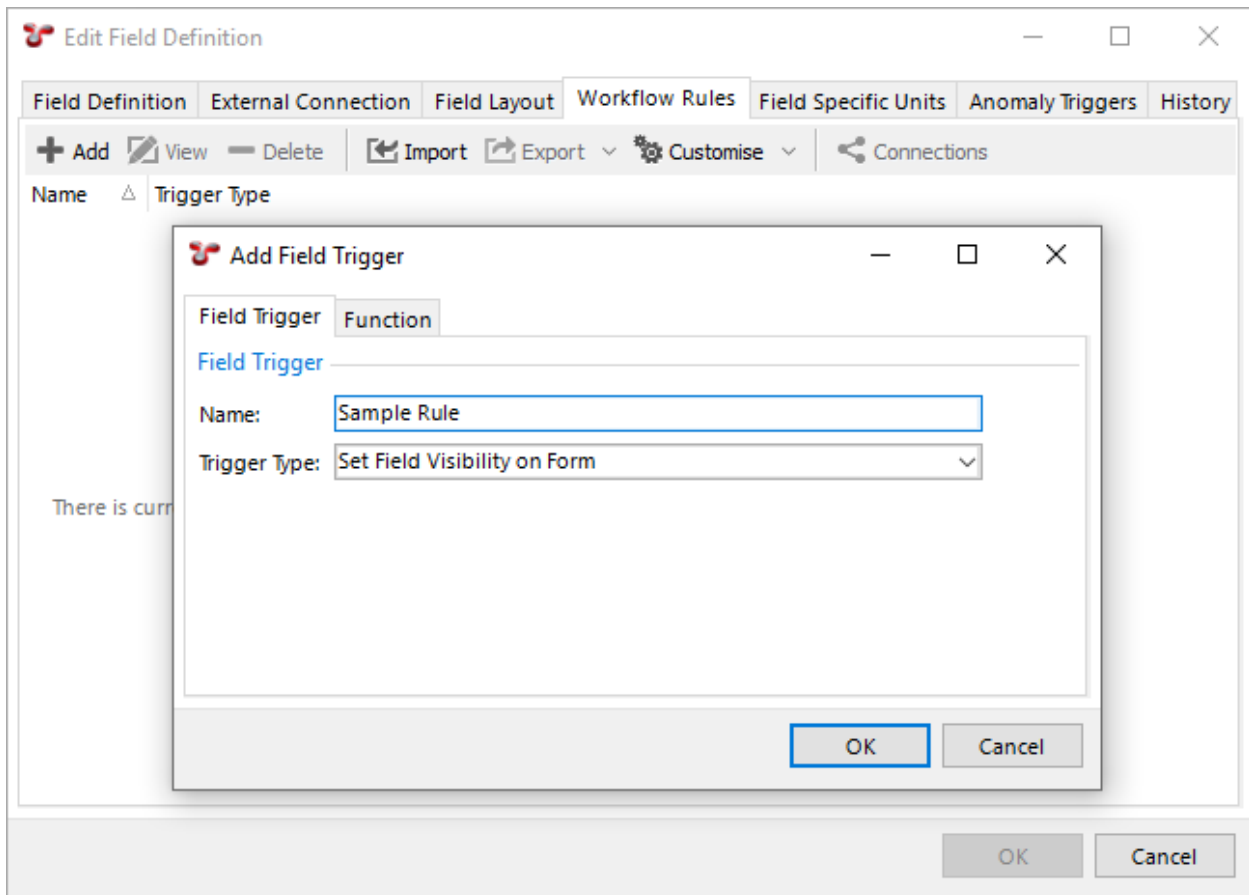 Edit Field Definition
Field Definition External Connection Field Layout Workflow Rules Field Specific Units Anomaly Triggers History
Add View Delete Import Export Customise Connections
Name Trigger Type
Add Field Trigger
Field Trigger Function
Field Trigger
Name: Sample Rule
Trigger Type: Set Field Visibility on Form
There is curr
OK Cancel
OK Cancel